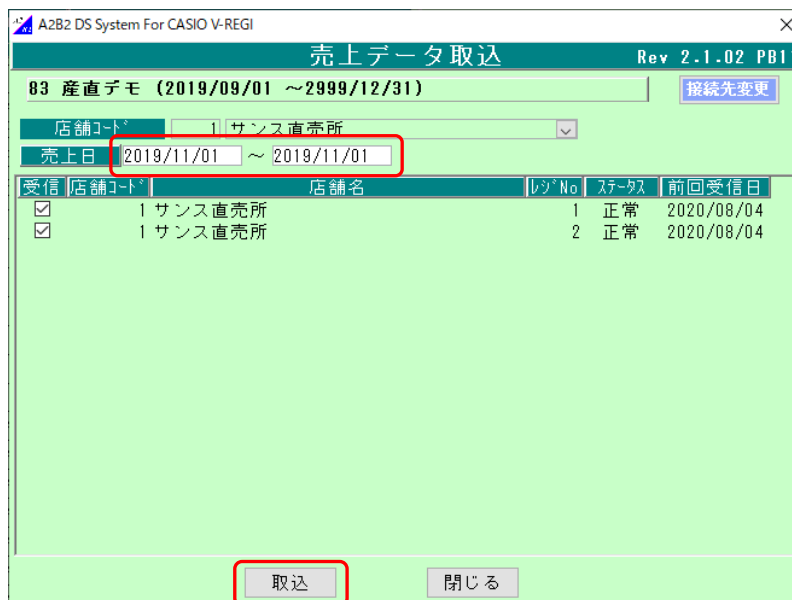 A2B2 DS System For CASIO V-REGI
売上データ取込 Rev 2.1.02 PB1
83 産直デモ (2019/09/01 ～2999/12/31) 接続先変更
店舗ｺｰﾄﾞ 1 サンス直売所
売上日 2019/11/01 ～ 2019/11/01
受信 店舗ｺｰﾄﾞ 店舗名 ﾚｼﾞNo ｽﾃｰﾀｽ 前回受信日
1 サンス直売所 1 正常 2020/08/04
1 サンス直売所 2 正常 2020/08/04
取込 閉じる